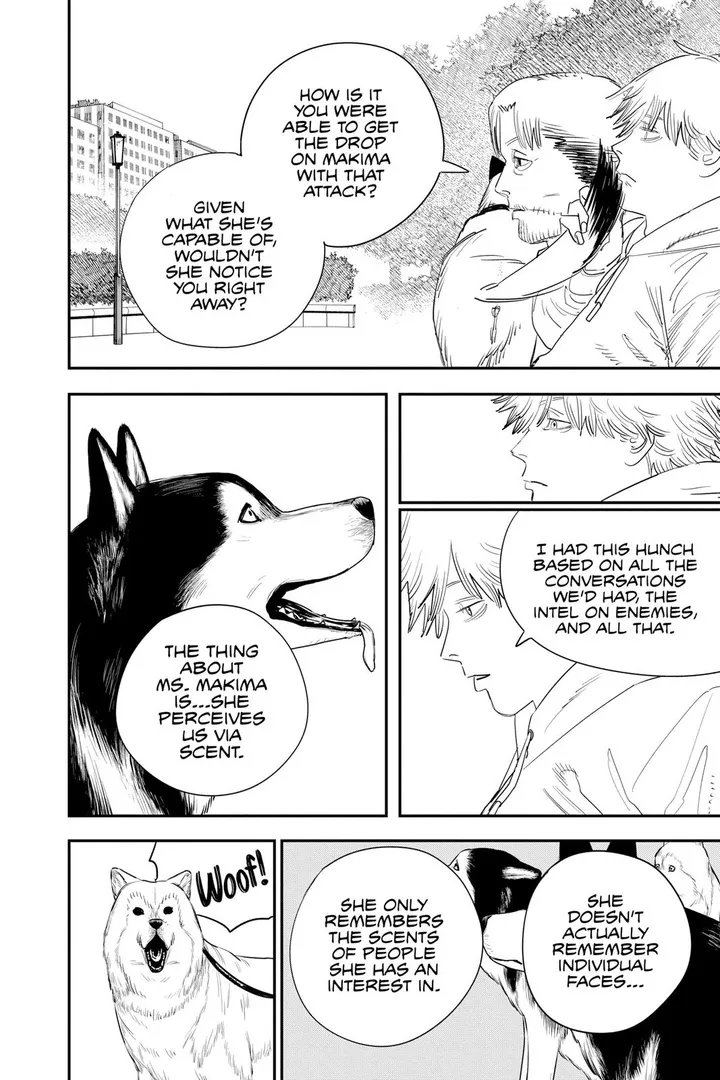 HOW IS IT
YOU WERE
ABLE TO GET
THE DROP
ON MAKIMA
WITH THAT
ATTACK?
GIVEN
WHAT SHE'S
CAPABLE OF,
WOULDN'T
SHE NOTICE
YOU RIGHT
AWAY?
I HAD THIS HUNCH
BASED ON ALL THE
CONVERSATIONS
WE'D HAD, THE
INTEL ON ENEMIES,
AND ALL THAT.
THE THING
ABOUT
MS. MAKIMA
IS...SHE
PERCEIVES
US VIA
SCENT.
Woof!
SHE
DOESN'T
ACTUALLY
REMEMBER
INDIVIDUAL
FACES...
SHE ONLY
REMEMBERS
THE SCENTS
OF PEOPLE
SHE HAS AN
INTEREST IN.